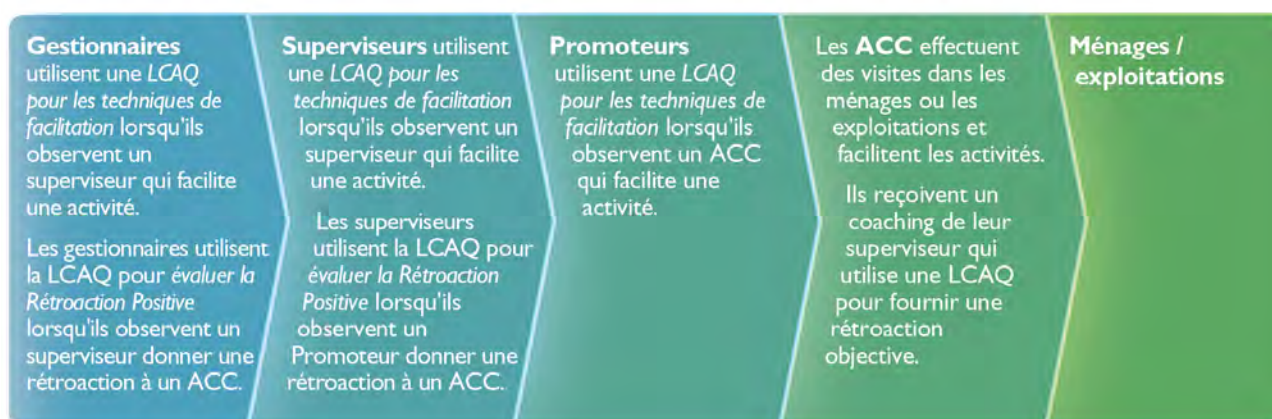 Gestionnaires
utilisent une LCAQ
pour les techniques de
facilitation lorsqu'ils
observent un
superviseur qui facilite
une activité.
Les gestionnaires utilisent
la LCAQ pour évaluer la
Rétroaction Positive
lorsqu'ils observent un
superviseur donner une
rétroaction à un ACC.
Superviseurs utilisent
une LCAQ pour les
techniques de facilitation
lorsqu'ils observent un
superviseur qui facilite
une activité.
Les superviseurs
utilisent la LCAQ pour
évaluer la Rétroaction
Positive lorsqu'ils
observent un
Promoteur donner une
rétroaction à un ACC.
Promoteurs
utilisent une LCAQ
pour les techniques de
facilitation lorsqu'ils
observent un ACC
qui facilite une
activité.
Les ACC effectuent
des visites dans les
ménages ou les
exploitations et
facilitent les activités.
Ils reçoivent un
coaching de leur
superviseur qui
utilise une LCAQ
pour fournir une
rétroaction
objective.
Ménages /
exploitations